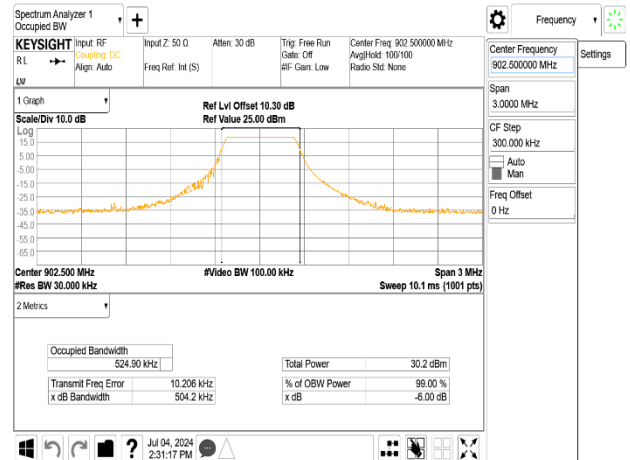 Spectrum Analyzer 1
Occupied BW
Frequency
KEYSIGHT
RL
Input: RF
Coupling: DC
Align: Auto
Input Z: 50 Ω
Freq Ref: Int (S)
Atten: 30 dB
Trig: Free Run
Gate: Off
#IF Gain: Low
Center Freq: 902.500000 MHz
Avg|Hold: 100/100
Radio Std: None
Center Frequency
902.500000 MHz
Settings
Span
3.0000 MHz
CF Step
300.000 kHz
Auto
Man
Freq Offset
0 Hz
1 Graph
Scale/Div 10.0 dB
Ref Lvl Offset 10.30 dB
Ref Value 25.00 dBm
Log
15.0
5.00
-5.00
-15.0
-25.0
-35.0
-45.0
-55.0
-65.0
Center 902.500 MHz
#Res BW 30.000 kHz
#Video BW 100.00 kHz
Span 3 MHz
Sweep 10.1 ms (1001 pts)
2 Metrics
Occupied Bandwidth
524.90 kHz
Transmit Freq Error 10.206 kHz
x dB Bandwidth 504.2 kHz
Total Power 30.2 dBm
% of OBW Power 99.00 %
x dB -6.00 dB
?
Jul 04, 2024
2:31:17 PM